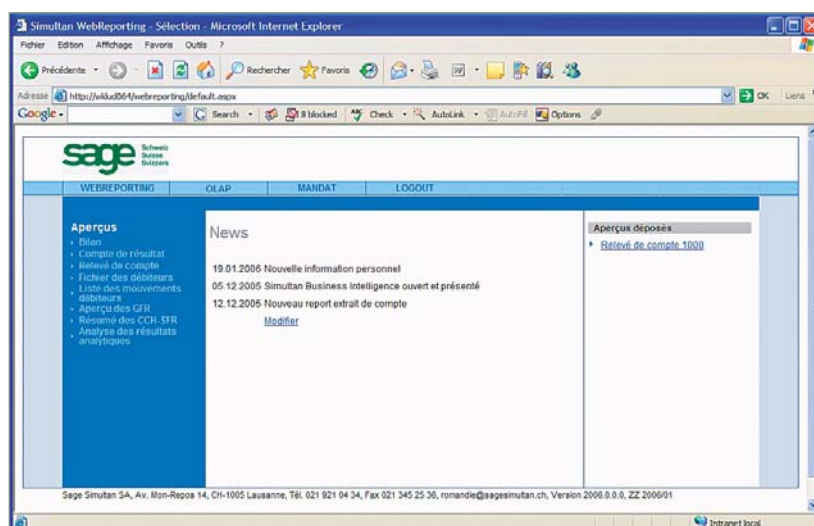 Simultan WebReporting - Sélection - Microsoft Internet Explorer
Fichier Edition Affichage Favoris Outils ?
Précédente Rechercher Favoris
Adresse http://wklud064/webreporting/default.aspx OK Liens
Google Search 8 blocked Check AutoLink AutoFill Options
sage Schweiz
Suisse
Svizzera
WEBREPORTING OLAP MANDAT LOGOUT
Aperçus
Bilan
Compte de résultat
Relevé de compte
Fichier des débiteurs
Liste des mouvements
débiteurs
Aperçu des GFR
Résumé des CCH-SFR
Analyse des résultats
analytiques
News
19.01.2006 Nouvelle information personnel
05.12.2005 Simultan Business Intelligence ouvert et présenté
12.12.2005 Nouveau report extrait de compte
Modifier
Aperçus déposés
Relevé de compte 1000
Sage Simultan SA, Av. Mon-Repos 14, CH-1005 Lausanne, Tél. 021 921 04 34, Fax 021 345 25 36, romandie@sagesimultan.ch, Version 2006.0.0.0, ZZ 2006/01
Intranet local